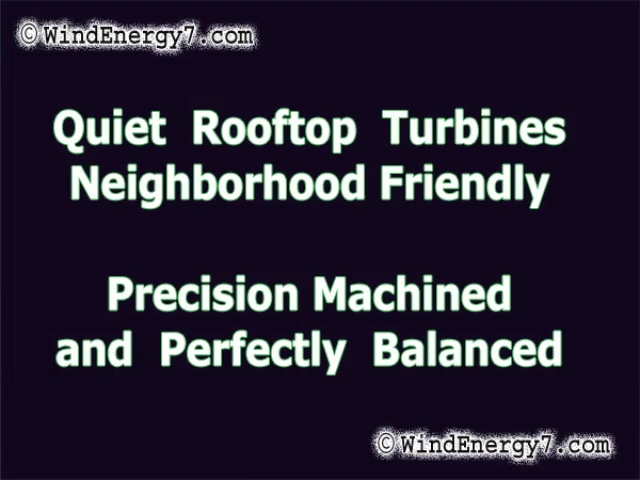 © WindEnergy7.com
Quiet Rooftop Turbines
Neighborhood Friendly
Precision Machined
and Perfectly Balanced
© WindEnergy7.com